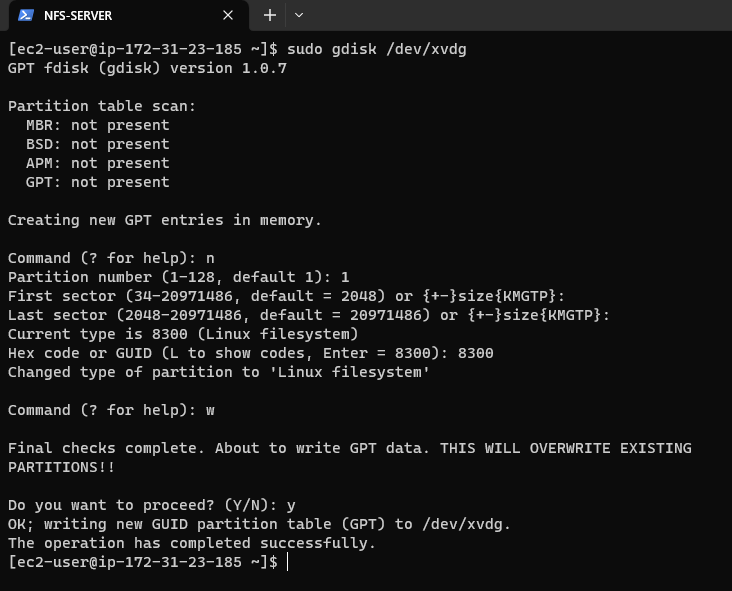 NFS-SERVER
[ec2-user@ip-172-31-23-185 ~]$ sudo gdisk /dev/xvdg
GPT fdisk (gdisk) version 1.0.7
Partition table scan:
  MBR: not present
  BSD: not present
  APM: not present
  GPT: not present
Creating new GPT entries in memory.
Command (? for help): n
Partition number (1-128, default 1): 1
First sector (34-20971486, default = 2048) or {+-}size{KMGTP}:
Last sector (2048-20971486, default = 20971486) or {+-}size{KMGTP}:
Current type is 8300 (Linux filesystem)
Hex code or GUID (L to show codes, Enter = 8300): 8300
Changed type of partition to 'Linux filesystem'
Command (? for help): w
Final checks complete. About to write GPT data. THIS WILL OVERWRITE EXISTING
PARTITIONS!!
Do you want to proceed? (Y/N): y
OK; writing new GUID partition table (GPT) to /dev/xvdg.
The operation has completed successfully.
[ec2-user@ip-172-31-23-185 ~]$